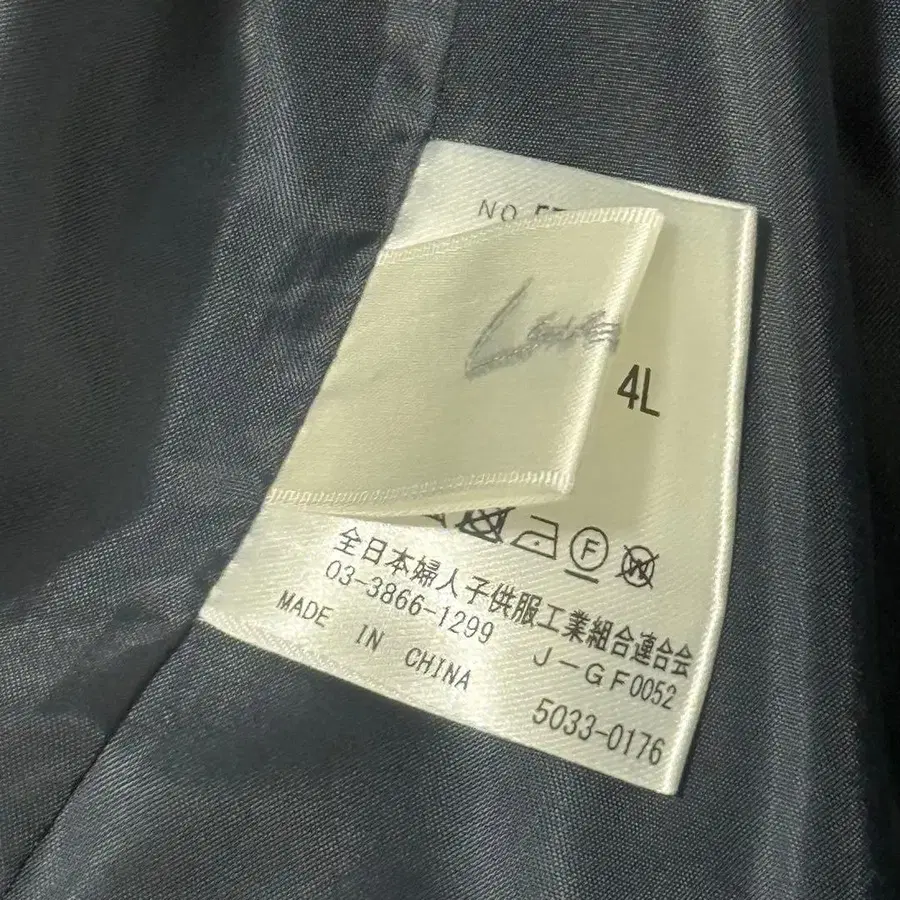 NO
4L
F
W
全日本婦人子供服工業組合連合会
03-3866-1299 J-GF0052
MADE IN CHINA
5033-0176